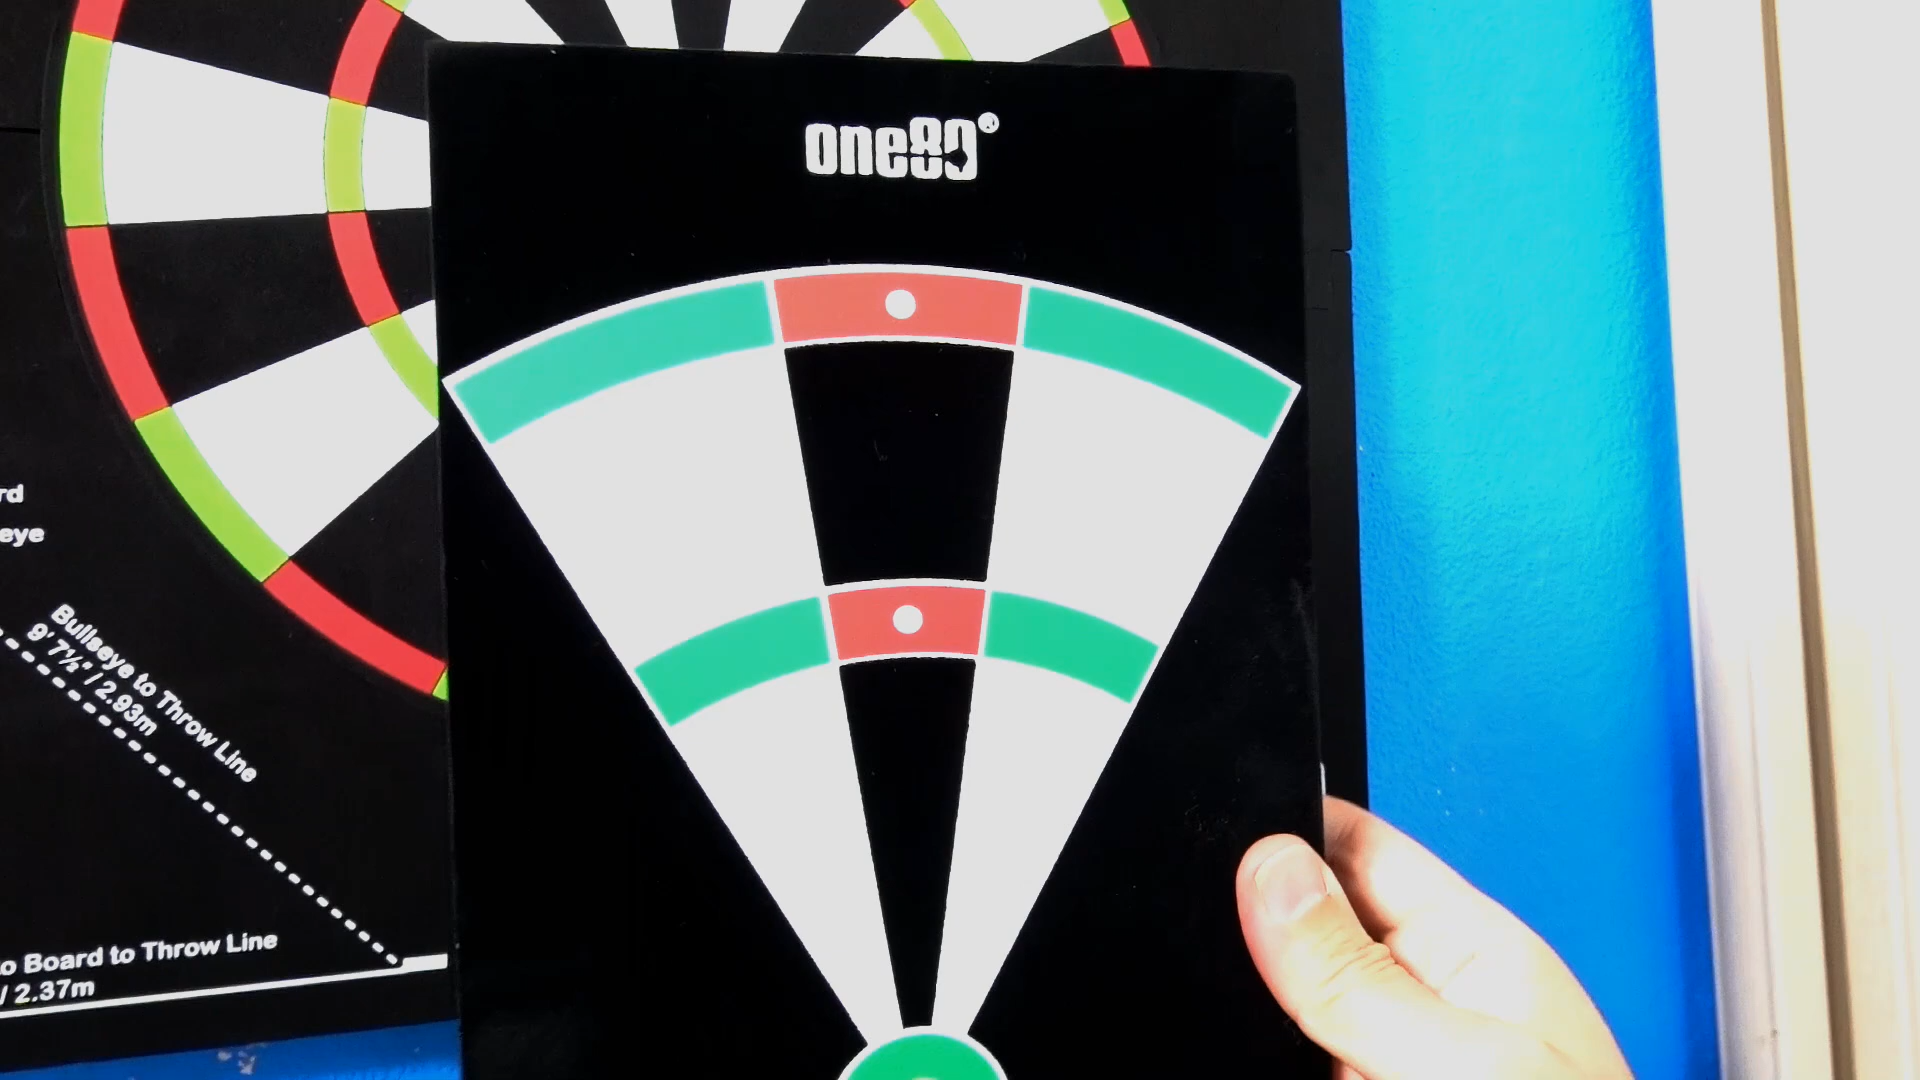 one80®
rd
eye
Bullseye to Throw Line
9' 7½" / 2.93m
o Board to Throw Line
/ 2.37m